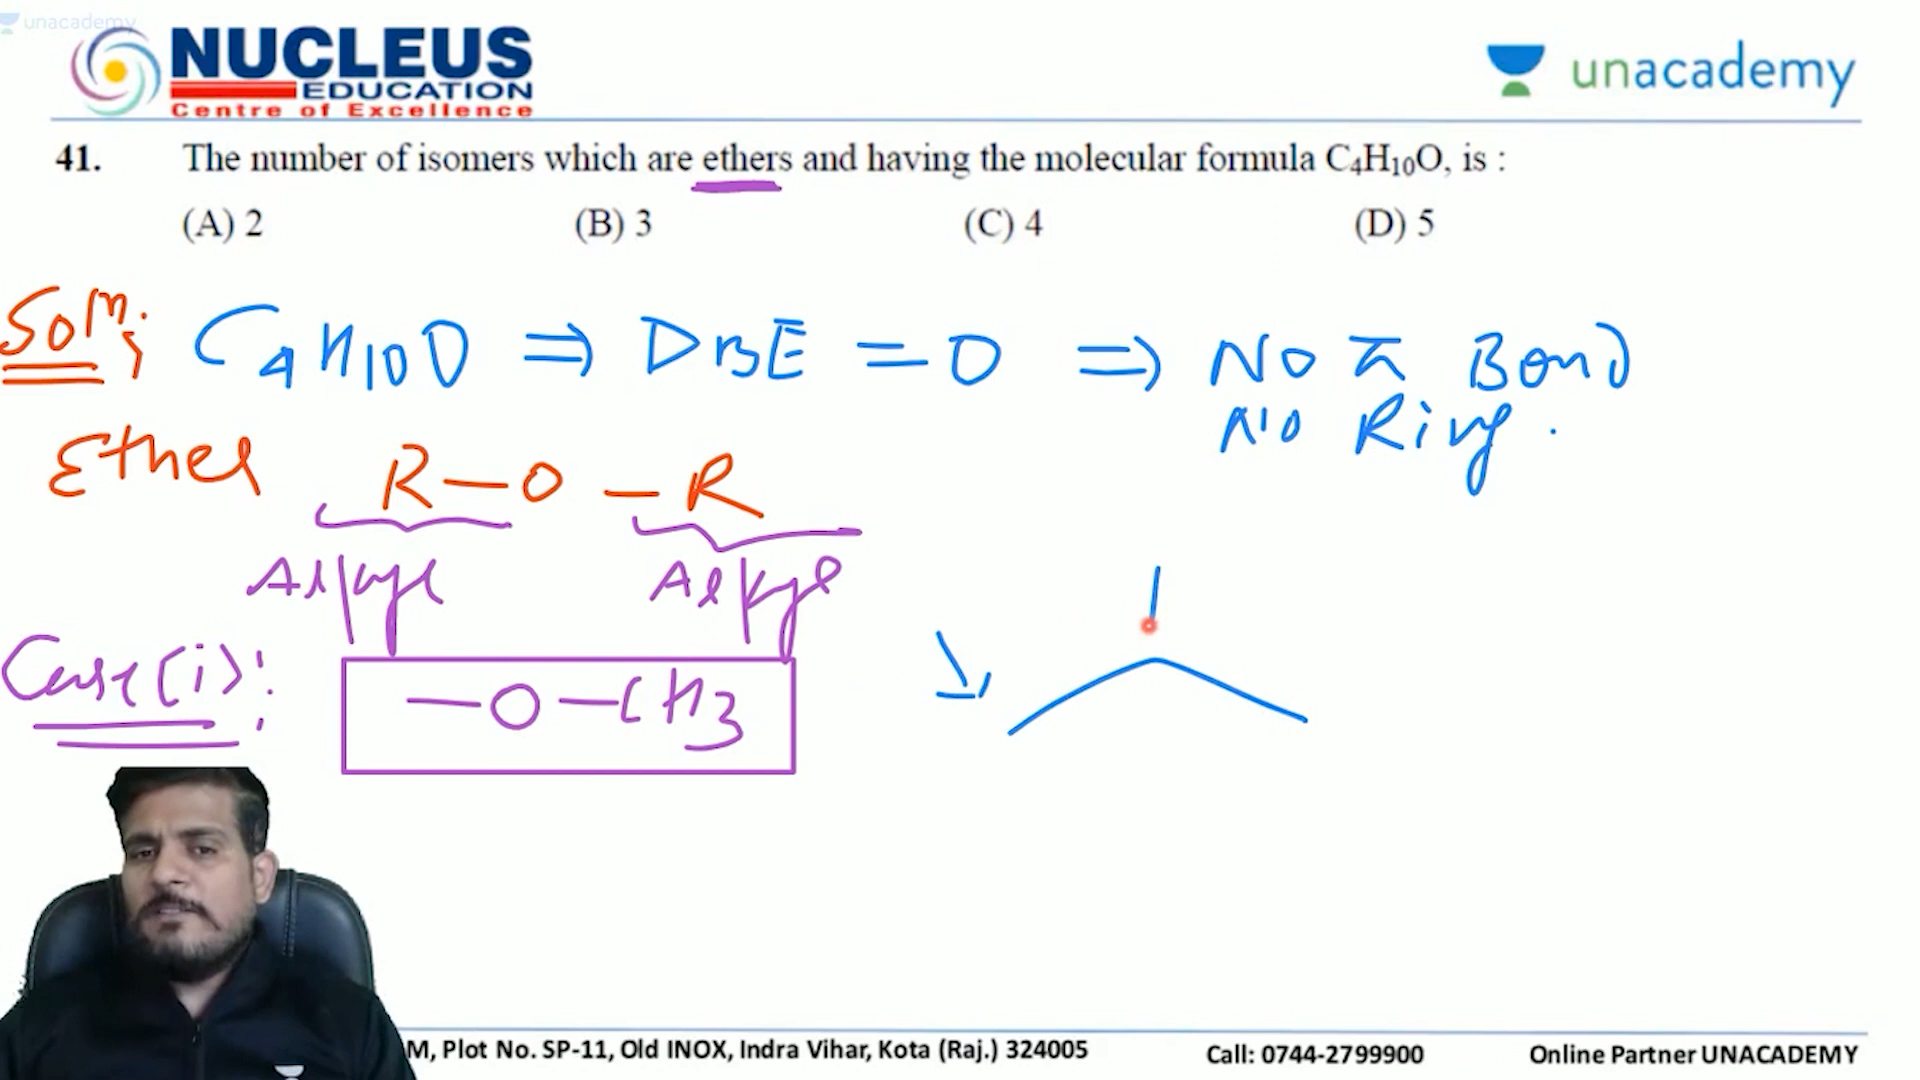 unacademy
NUCLEUS
EDUCATION
Centre of Excellence
unacademy
41. The number of isomers which are ethers and having the molecular formula C₄H₁₀O, is :
(A) 2 (B) 3 (C) 4 (D) 5
Solⁿ; C₄H₁₀O ⇒ DBE = 0 ⇒ No π Bond
No Ring.
Ether R—O—R
Alkyl Alkyl
Case(i):
—O—CH3
M, Plot No. SP-11, Old INOX, Indra Vihar, Kota (Raj.) 324005 Call: 0744-2799900 Online Partner UNACADEMY